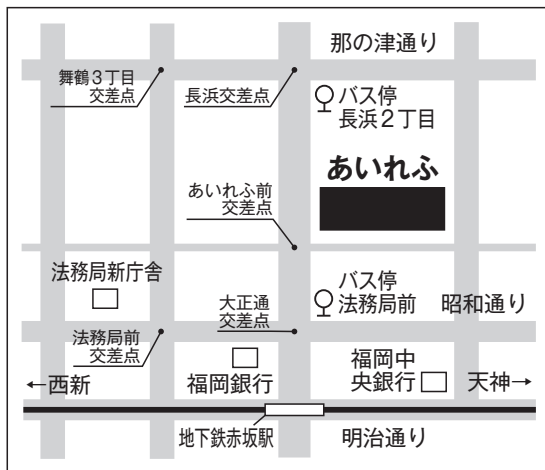 那の津通り
舞鶴３丁目
交差点
長浜交差点
バス停
長浜２丁目
あいれふ
あいれふ前
交差点
法務局新庁舎
大正通
交差点
バス停
法務局前
昭和通り
法務局前
交差点
←西新
福岡銀行
福岡中
央銀行
天神→
地下鉄赤坂駅
明治通り